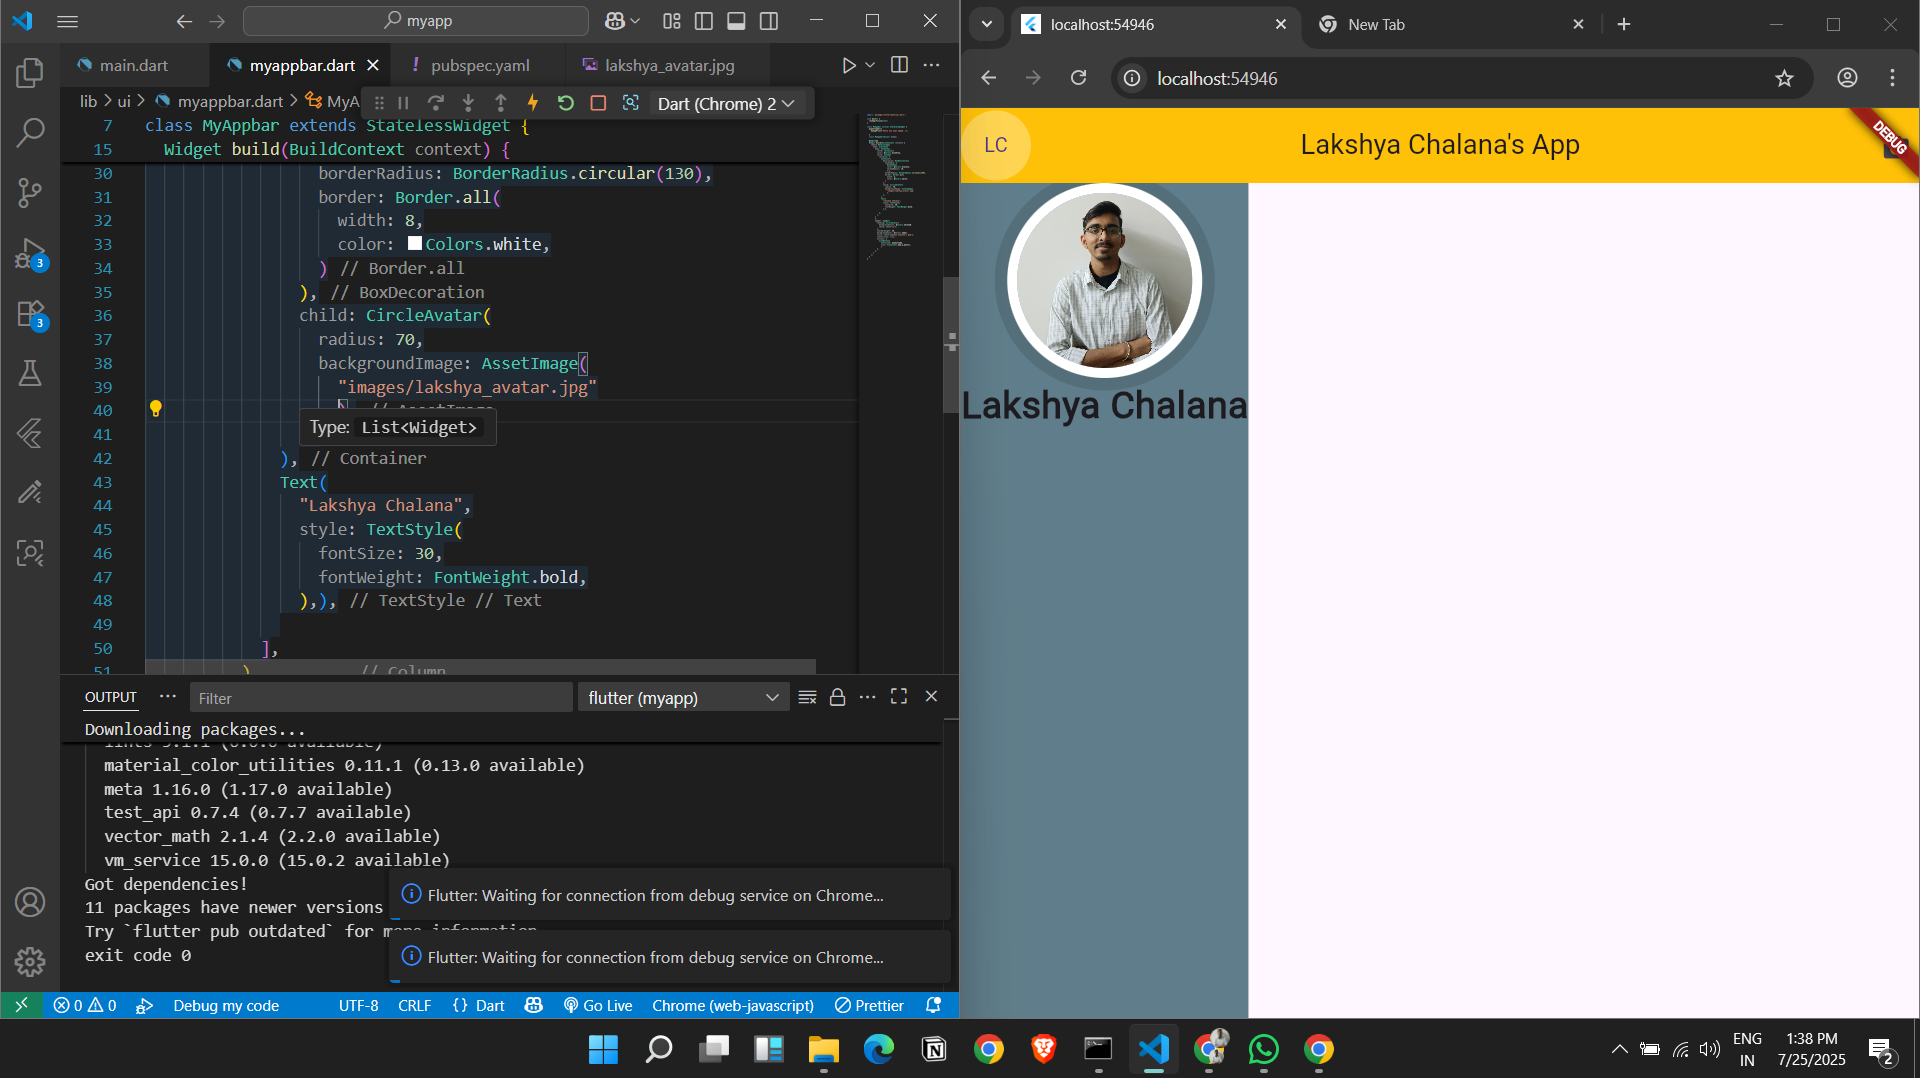 myapp
main.dart
myappbar.dart
! pubspec.yaml
lakshya_avatar.jpg
lib > ui > myappbar.dart > MyA
Dart (Chrome) 2
7 class MyAppbar extends StatelessWidget {
15 Widget build(BuildContext context) {
30 borderRadius: BorderRadius.circular(130),
31 border: Border.all(
32 width: 8,
33 color: Colors.white,
34 ) // Border.all
35 ), // BoxDecoration
36 child: CircleAvatar(
37 radius: 70,
38 backgroundImage: AssetImage(
39 "images/lakshya_avatar.jpg"
40 ) // AssetImage
41
Type: List<Widget>
42 ), // Container
43 Text(
44 "Lakshya Chalana",
45 style: TextStyle(
46 fontSize: 30,
47 fontWeight: FontWeight.bold,
48 ),), // TextStyle // Text
49
50 ],
51 ) // Column
3
3
OUTPUT
Filter
flutter (myapp)
Downloading packages...
material_color_utilities 0.11.1 (0.13.0 available)
meta 1.16.0 (1.17.0 available)
test_api 0.7.4 (0.7.7 available)
vector_math 2.1.4 (2.2.0 available)
vm_service 15.0.0 (15.0.2 available)
Got dependencies!
11 packages have newer versions
Try `flutter pub outdated` for more information
exit code 0
Flutter: Waiting for connection from debug service on Chrome...
Flutter: Waiting for connection from debug service on Chrome...
0 0
Debug my code
UTF-8
CRLF
{} Dart
Go Live
Chrome (web-javascript)
Prettier
localhost:54946
New Tab
localhost:54946
LC
Lakshya Chalana's App
DEBUG
Lakshya Chalana
ENG
IN
1:38 PM
7/25/2025
2